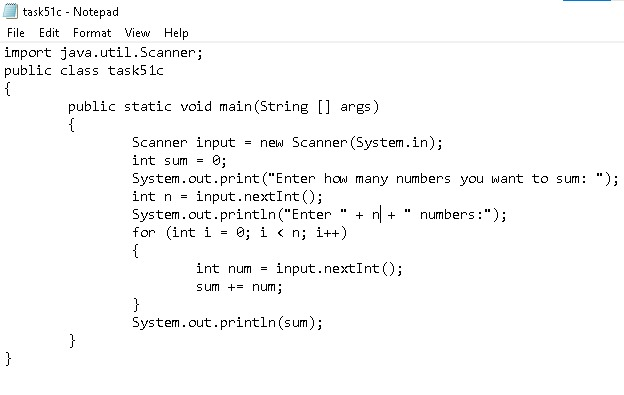 task51c - Notepad
File Edit Format View Help
import java.util.Scanner;
public class task51c
{
        public static void main(String [] args)
        {
                Scanner input = new Scanner(System.in);
                int sum = 0;
                System.out.print("Enter how many numbers you want to sum: ");
                int n = input.nextInt();
                System.out.println("Enter " + n + " numbers:");
                for (int i = 0; i < n; i++)
                {
                        int num = input.nextInt();
                        sum += num;
                }
                System.out.println(sum);
        }
}